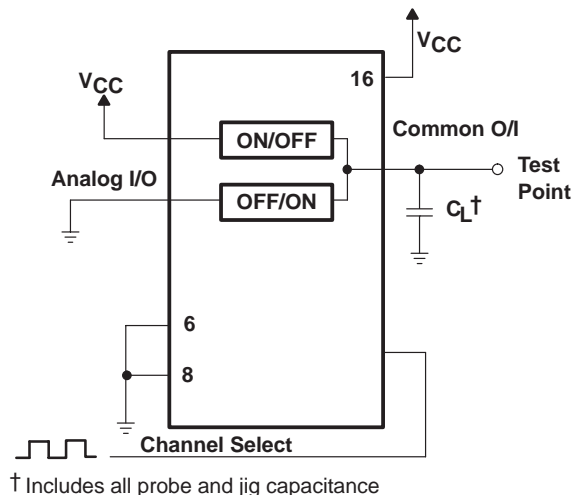 VCC
16
VCC
ON/OFF
Common O/I
Analog I/O
OFF/ON
CL†
Test
Point
6
8
Channel Select
† Includes all probe and jig capacitance